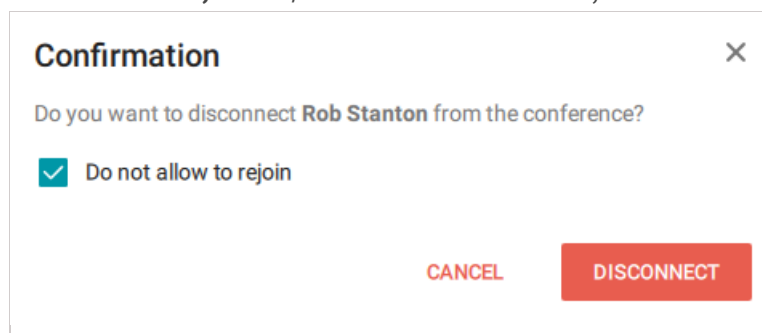 Confirmation
Do you want to disconnect Rob Stanton from the conference?
Do not allow to rejoin
CANCEL
DISCONNECT